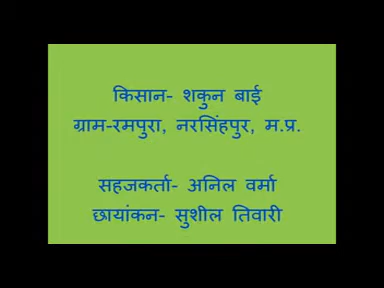 किसान- शकुन बाई
ग्राम-रमपुरा, नरसिंहपुर, म.प्र.
सहजकर्ता- अनिल वर्मा
छायांकन- सुशील तिवारी